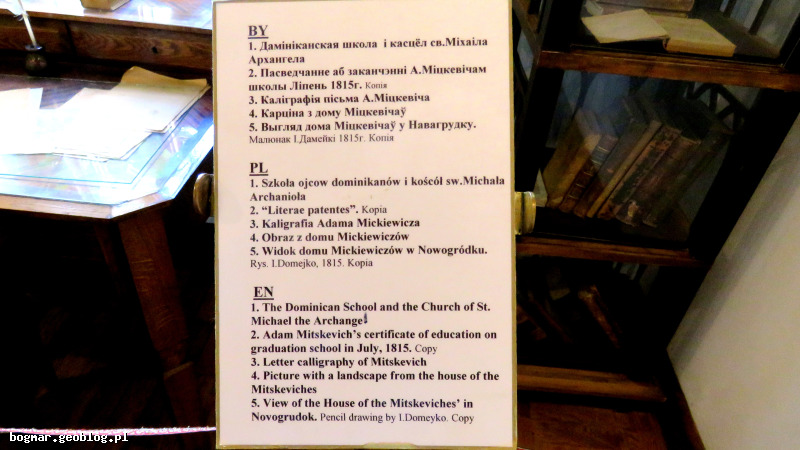 BY
1. Дамініканская школа і касцёл св.Міхаіла
Архангела
2. Пасведчанне аб заканчэнні А.Міцкевічам
школы Ліпень 1815г. Копія
3. Каліграфія пісьма А.Міцкевіча
4. Карціна з дому Міцкевічаў
5. Выгляд дома Міцкевічаў у Навагрудку.
Малюнак І.Дамейкі 1815г. Копія
PL
1. Szkoła ojcow dominikanów i kośćół sw.Michała
Archanioła
2. “Literae patentes”. Kopia
3. Kaligrafia Adama Mickiewicza
4. Obraz z domu Mickiewiczów
5. Widok domu Mickiewiczów w Nowogródku.
Rys. I.Domejko, 1815. Kopia
EN
1. The Dominican School and the Church of St.
Michael the Archangel
2. Adam Mitskevich’s certificate of education on
graduation school in July, 1815. Copy
3. Letter calligraphy of Mitskevich
4. Picture with a landscape from the house of the
Mitskeviches
5. View of the House of the Mitskeviches’ in
Novogrudok. Pencil drawing by I.Domeyko. Copy
bogmar.geoblog.pl